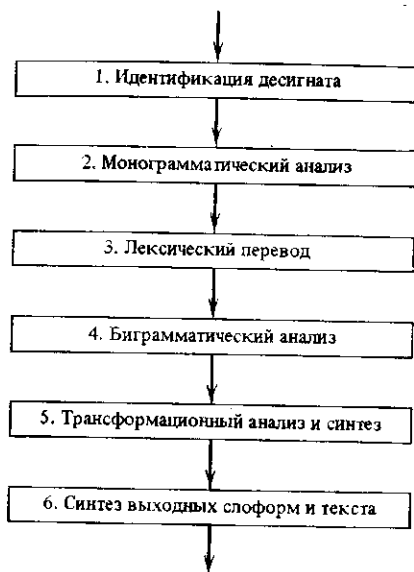 1. Идентификация десигната
2. Монограмматический анализ
3. Лексический перевод
4. Биграмматический анализ
5. Трансформационный анализ и синтез
6. Синтез выходных слоформ и текста